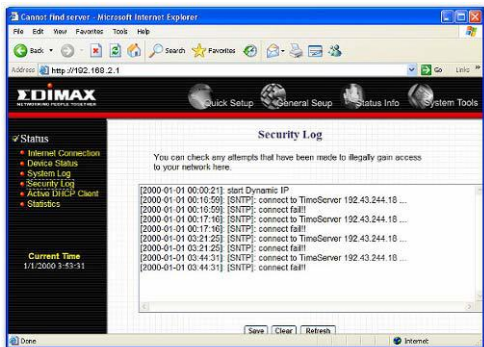 Cannot find server - Microsoft Internet Explorer
File Edit View Favorites Tools Help
Back Search Favorites
Address http://192.168.2.1 Go Links »
EDIMAX
NETWORKING PEOPLE TOGETHER
Quick Setup General Seup Status Info System Tools
Status
Internet Connection
Device Status
System Log
Security Log
Active DHCP Client
Statistics
Current Time
1/1/2000 3:53:31
Security Log
You can check any attempts that have been made to illegally gain access
to your network here.
[2000-01-01 00:00:21]: start Dynamic IP
[2000-01-01 00:16:59]: [SNTP]: connect to TimeServer 192.43.244.18 ...
[2000-01-01 00:16:59]: [SNTP]: connect fail!!
[2000-01-01 00:17:16]: [SNTP]: connect to TimeServer 192.43.244.18 ...
[2000-01-01 00:17:16]: [SNTP]: connect fail!!
[2000-01-01 03:21:25]: [SNTP]: connect to TimeServer 192.43.244.18 ...
[2000-01-01 03:21:25]: [SNTP]: connect fail!!
[2000-01-01 03:44:31]: [SNTP]: connect to TimeServer 192.43.244.18 ...
[2000-01-01 03:44:31]: [SNTP]: connect fail!!
Save Clear Refresh
Done Internet